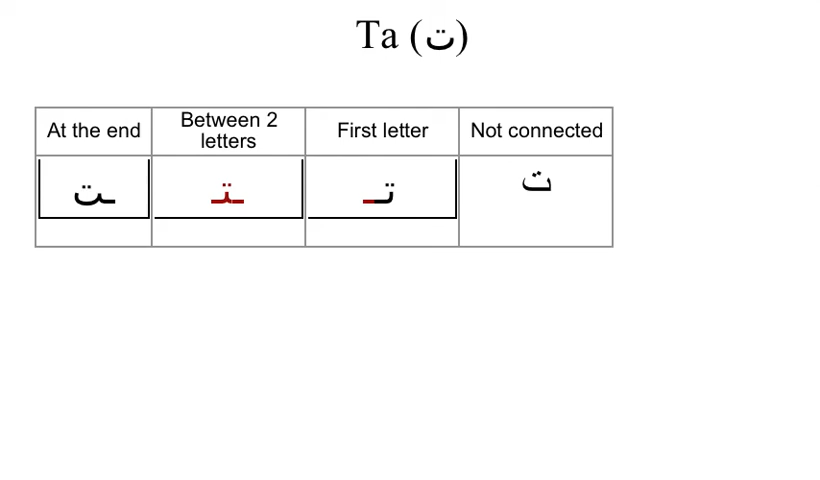 Ta (ت)
At the end
Between 2
letters
First letter
Not connected
ـت
ـتـ
تـ
ت